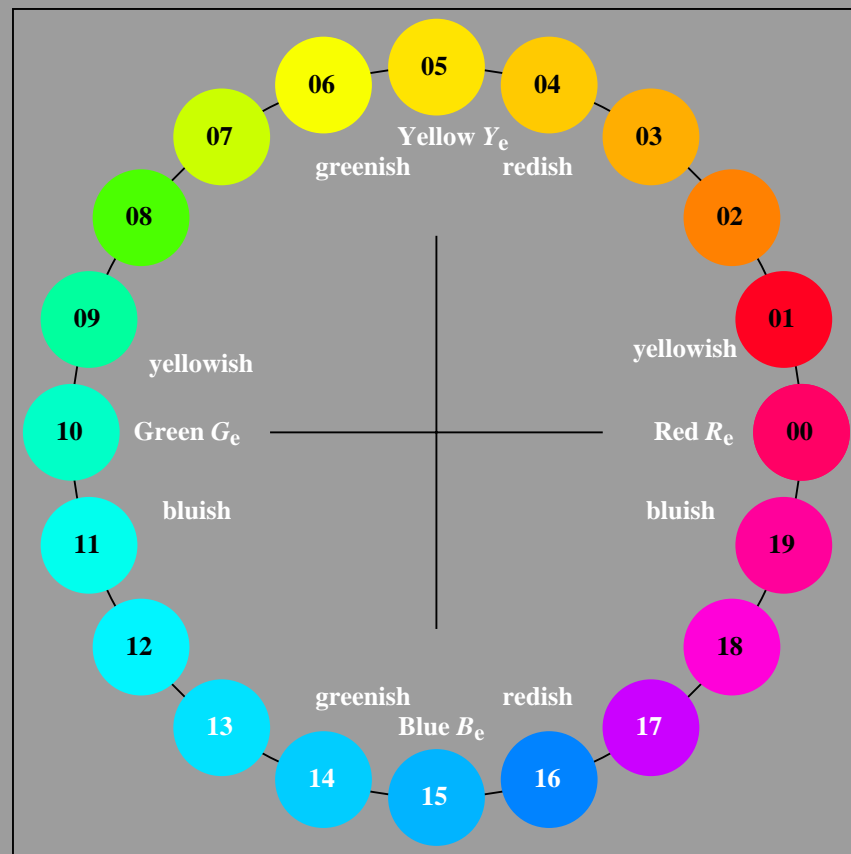 05
06
04
07
Yellow Yₑ
03
greenish
redish
08
02
09
01
yellowish
yellowish
10
Green Gₑ
Red Rₑ
00
bluish
bluish
11
19
12
18
greenish
redish
13
Blue Bₑ
17
14
16
15